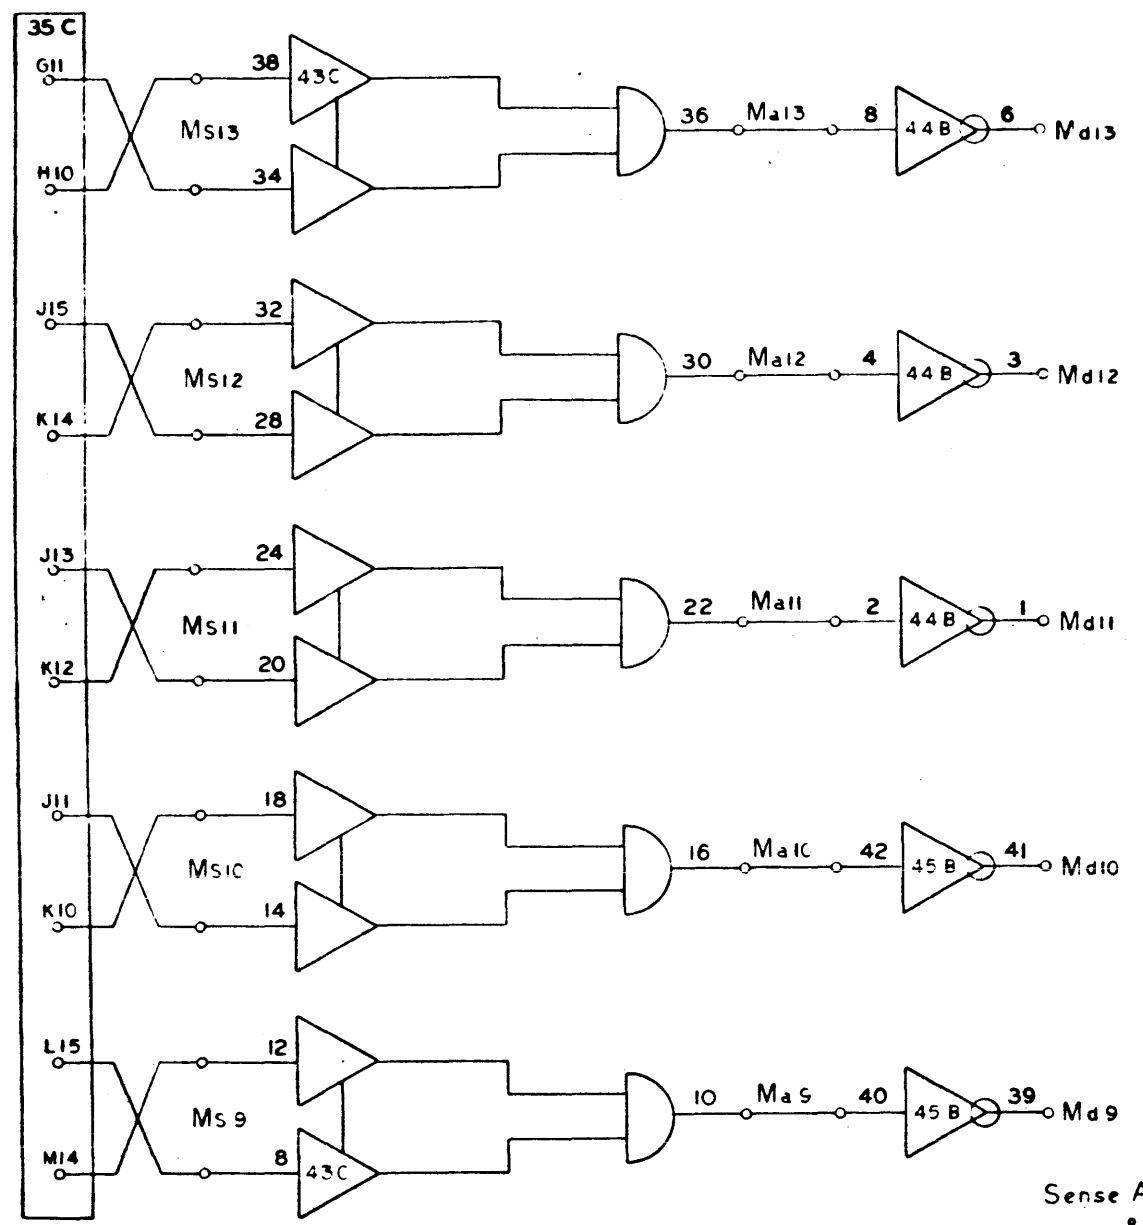 35 C
G11 38 43C
Ms13 36 Ma13 8 44B 6 Md13
H10 34
J15 32
Ms12 30 Ma12 4 44B 3 Md12
K14 28
J13 24
Ms11 22 Ma11 2 44B 1 Md11
K12 20
J11 18
Ms10 16 Ma10 42 45B 41 Md10
K10 14
L15 12
Ms9 10 Ma9 40 45B 39 Md9
M14 8 43C
Sense A